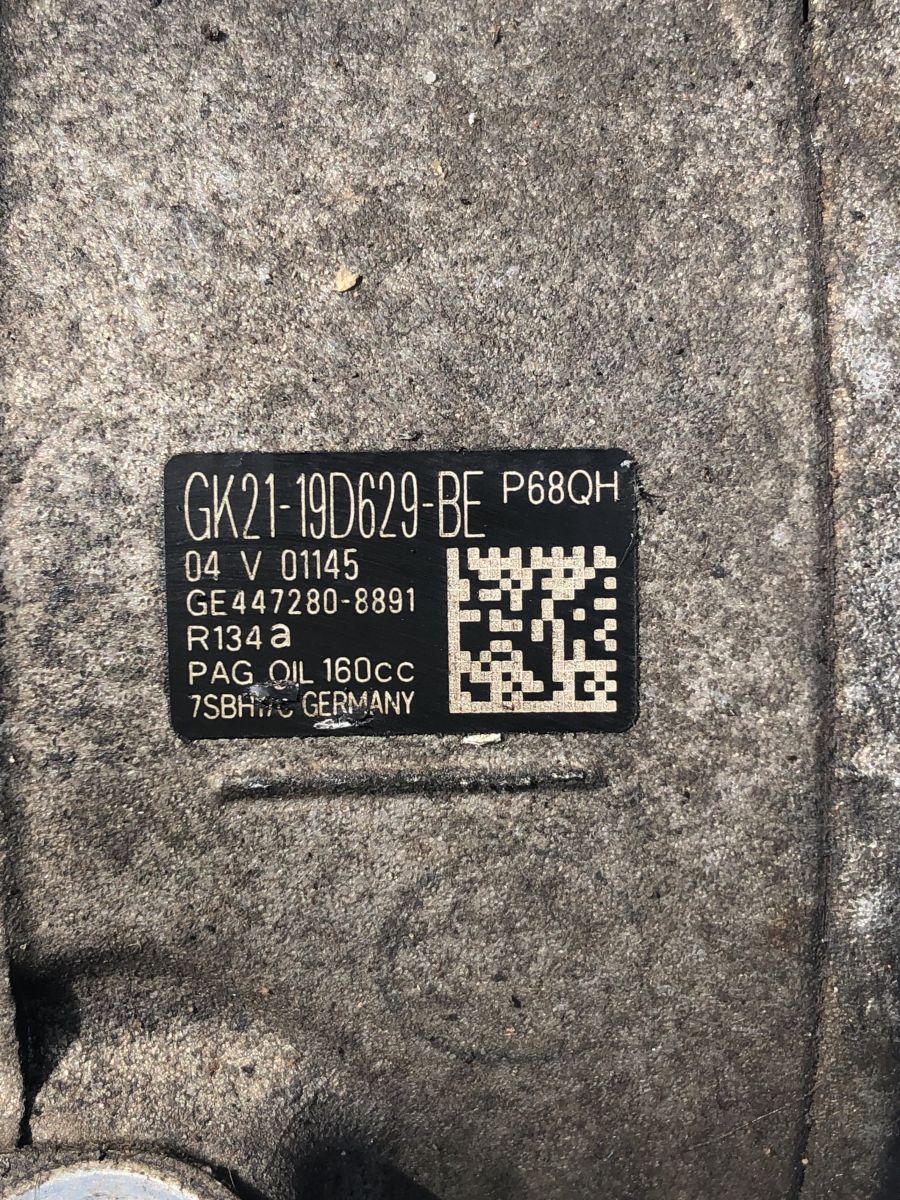 GK21-19D629-BE P68QH
04 V 01145
GE447280-8891
R134a
PAG OIL 160cc
GERMANY